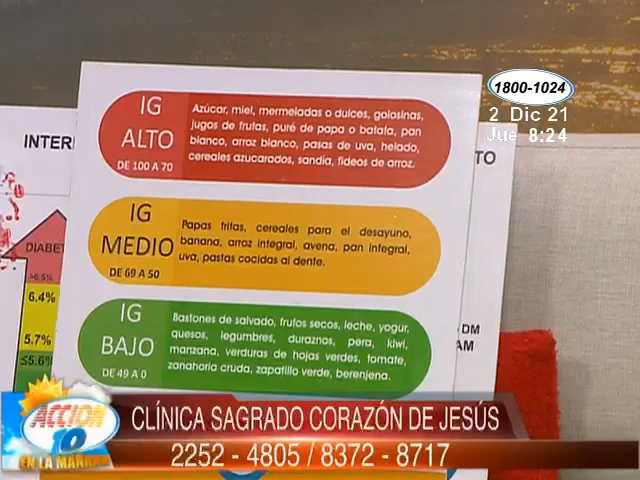 1800-1024
2 Dic 21
Jue 8:24
IG
ALTO
DE 100 A 70
Azúcar, miel, mermeladas o dulces, golosinas,
jugos de frutas, puré de papa o batata, pan
blanco, arroz blanco, pasas de uva, helado,
cereales azucarados, sandía, fideos de arroz.
INTER
TO
IG
MEDIO
DE 69 A 50
Papas fritas, cereales para el desayuno,
banana, arroz integral, avena, pan integral,
uva, pastas cocidas al dente.
DIABET
>6.5%
6.4%
5.7%
≤5.6%
IG
BAJO
DE 49 A 0
Bastones de salvado, frutos secos, leche, yogur,
quesos, legumbres, duraznos, pera, kiwi,
manzana, verduras de hojas verdes, tomate,
zanahoria cruda, zapatillo verde, berenjena.
DM
AM
ACCION
10
EN LA MAÑANA
CLÍNICA SAGRADO CORAZÓN DE JESÚS
2252 - 4805 / 8372 - 8717